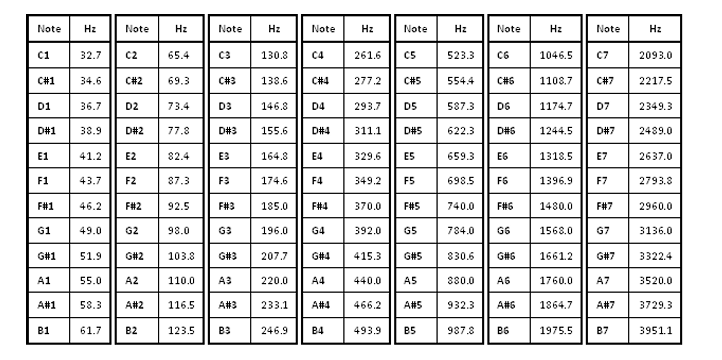 Note Hz Note Hz Note Hz Note Hz Note Hz Note Hz Note Hz
C1 32.7 C2 65.4 C3 130.8 C4 261.6 C5 523.3 C6 1046.5 C7 2093.0
C#1 34.6 C#2 69.3 C#3 138.6 C#4 277.2 C#5 554.4 C#6 1108.7 C#7 2217.5
D1 36.7 D2 73.4 D3 146.8 D4 293.7 D5 587.3 D6 1174.7 D7 2349.3
D#1 38.9 D#2 77.8 D#3 155.6 D#4 311.1 D#5 622.3 D#6 1244.5 D#7 2489.0
E1 41.2 E2 82.4 E3 164.8 E4 329.6 E5 659.3 E6 1318.5 E7 2637.0
F1 43.7 F2 87.3 F3 174.6 F4 349.2 F5 698.5 F6 1396.9 F7 2793.8
F#1 46.2 F#2 92.5 F#3 185.0 F#4 370.0 F#5 740.0 F#6 1480.0 F#7 2960.0
G1 49.0 G2 98.0 G3 196.0 G4 392.0 G5 784.0 G6 1568.0 G7 3136.0
G#1 51.9 G#2 103.8 G#3 207.7 G#4 415.3 G#5 830.6 G#6 1661.2 G#7 3322.4
A1 55.0 A2 110.0 A3 220.0 A4 440.0 A5 880.0 A6 1760.0 A7 3520.0
A#1 58.3 A#2 116.5 A#3 233.1 A#4 466.2 A#5 932.3 A#6 1864.7 A#7 3729.3
B1 61.7 B2 123.5 B3 246.9 B4 493.9 B5 987.8 B6 1975.5 B7 3951.1